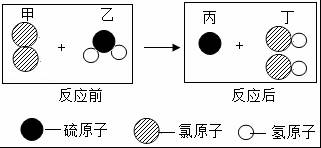 甲 乙 丙 丁
+ +
反应前 反应后
—硫原子 —氯原子 —氢原子